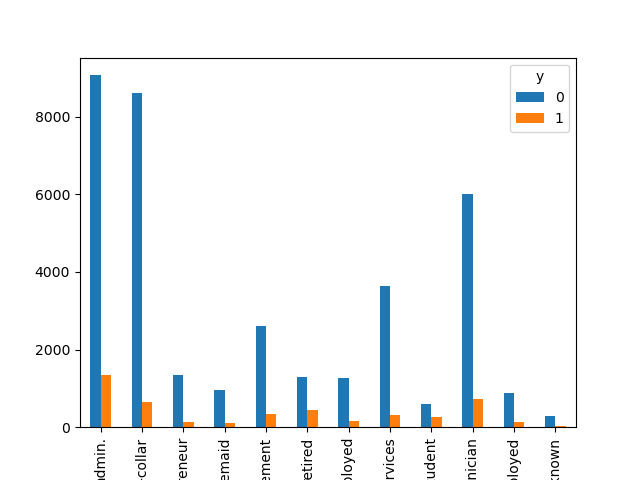 y
0
1
8000
6000
4000
2000
0
dmin.
-collar
reneur
emaid
ement
etired
ployed
rvices
udent
nician
ployed
known